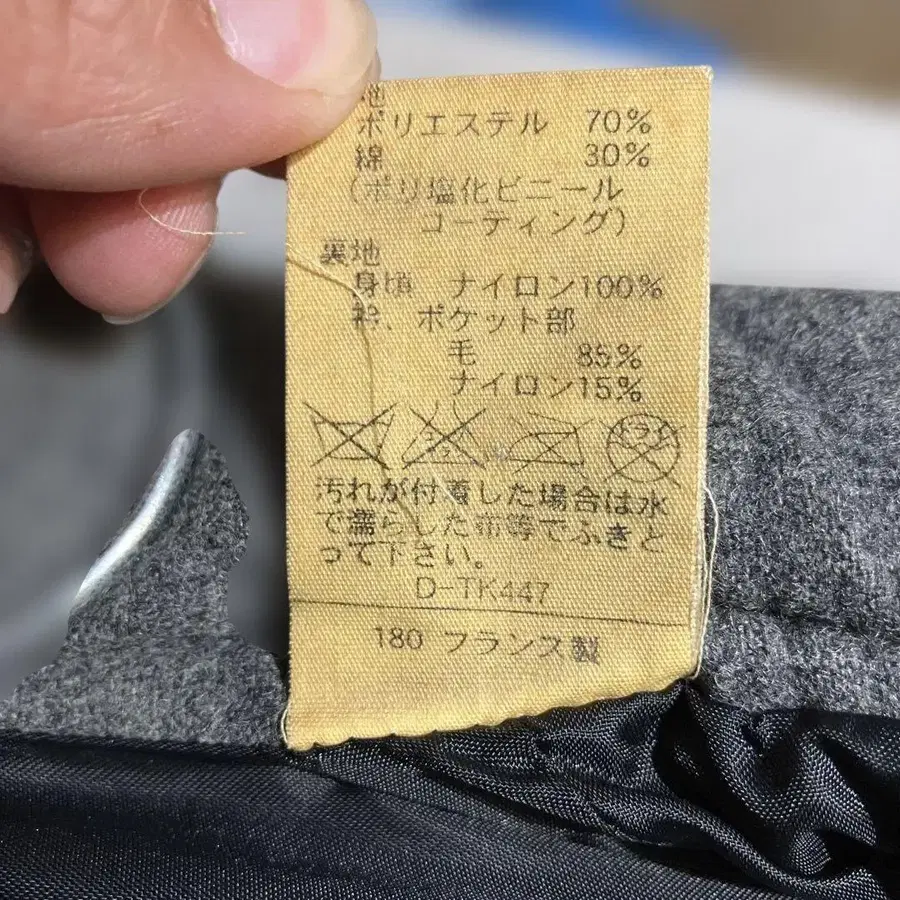 地
ポリエステル 70%
綿 30%
(ポリ塩化ビニール
コーティング)
裏地
身頃 ナイロン100%
衿、ポケット部
毛 85%
ナイロン15%
ドライ
汚れが付着した場合は水
で濡らした布等でふきと
って下さい。
D-TK447
180 フランス製